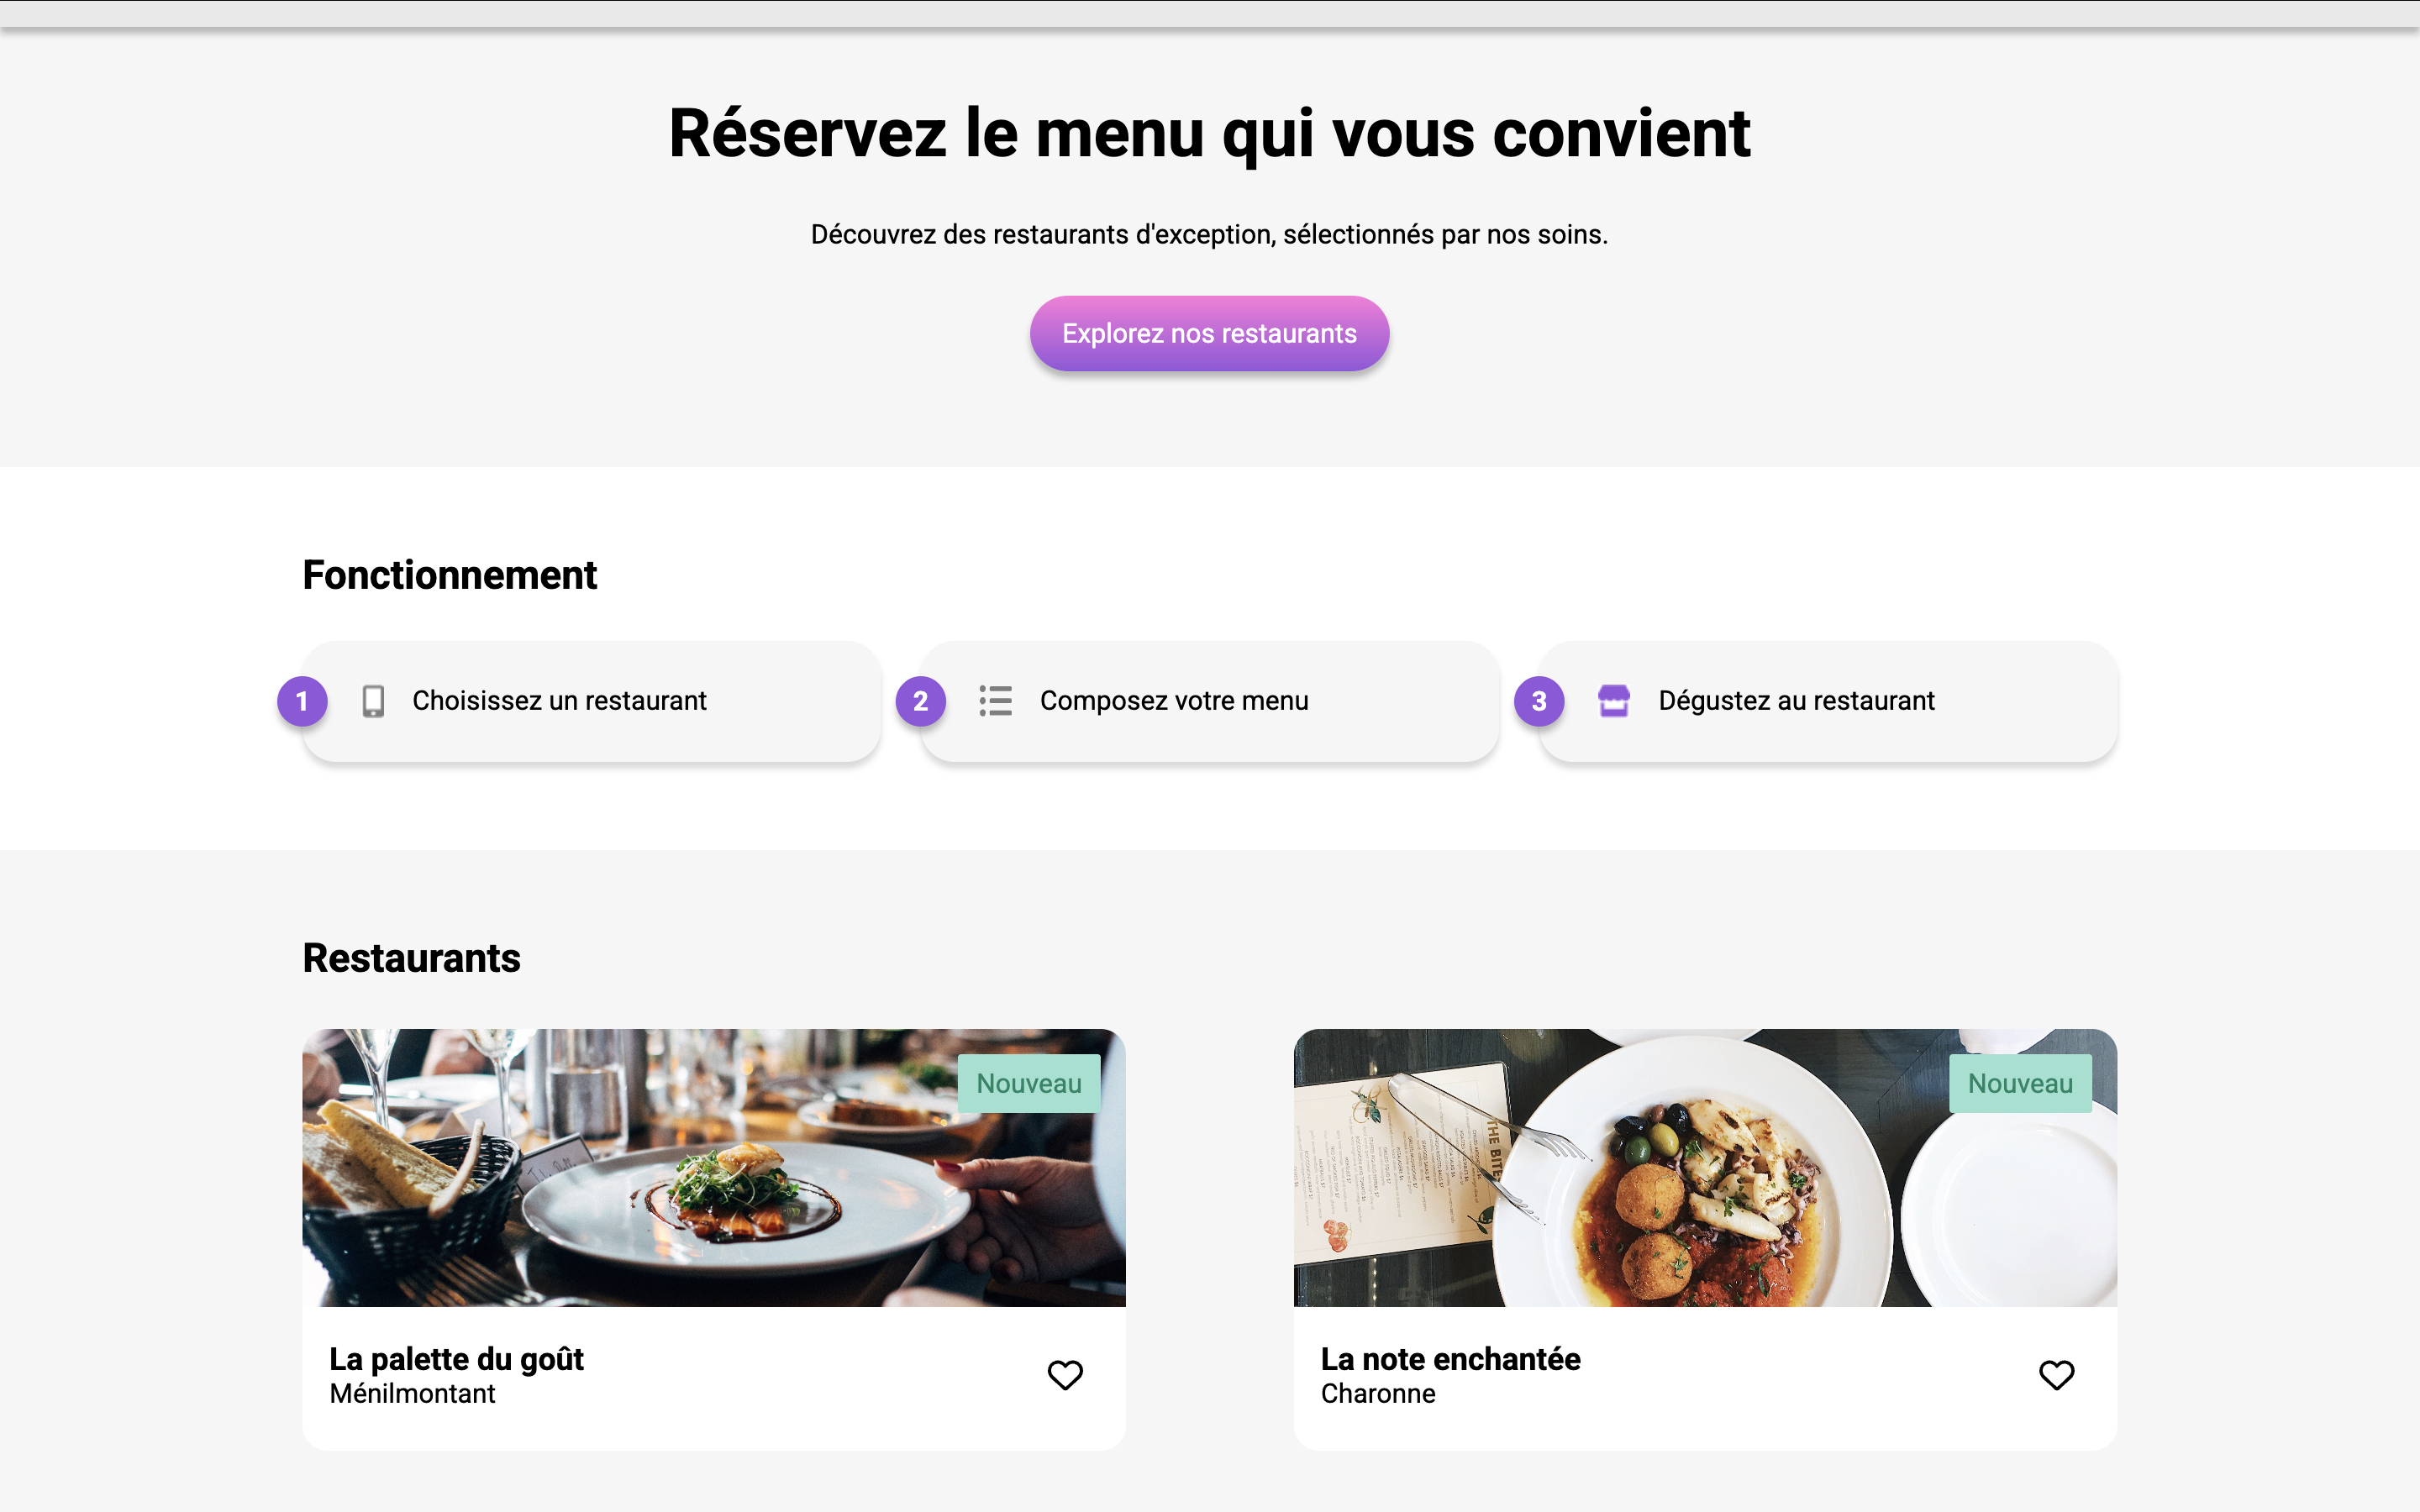 Réservez le menu qui vous convient
Découvrez des restaurants d'exception, sélectionnés par nos soins.
Explorez nos restaurants
Fonctionnement
1 Choisissez un restaurant
2 Composez votre menu
3 Dégustez au restaurant
Restaurants
Nouveau
La palette du goût
Ménilmontant
Nouveau
THE BITE
La note enchantée
Charonne